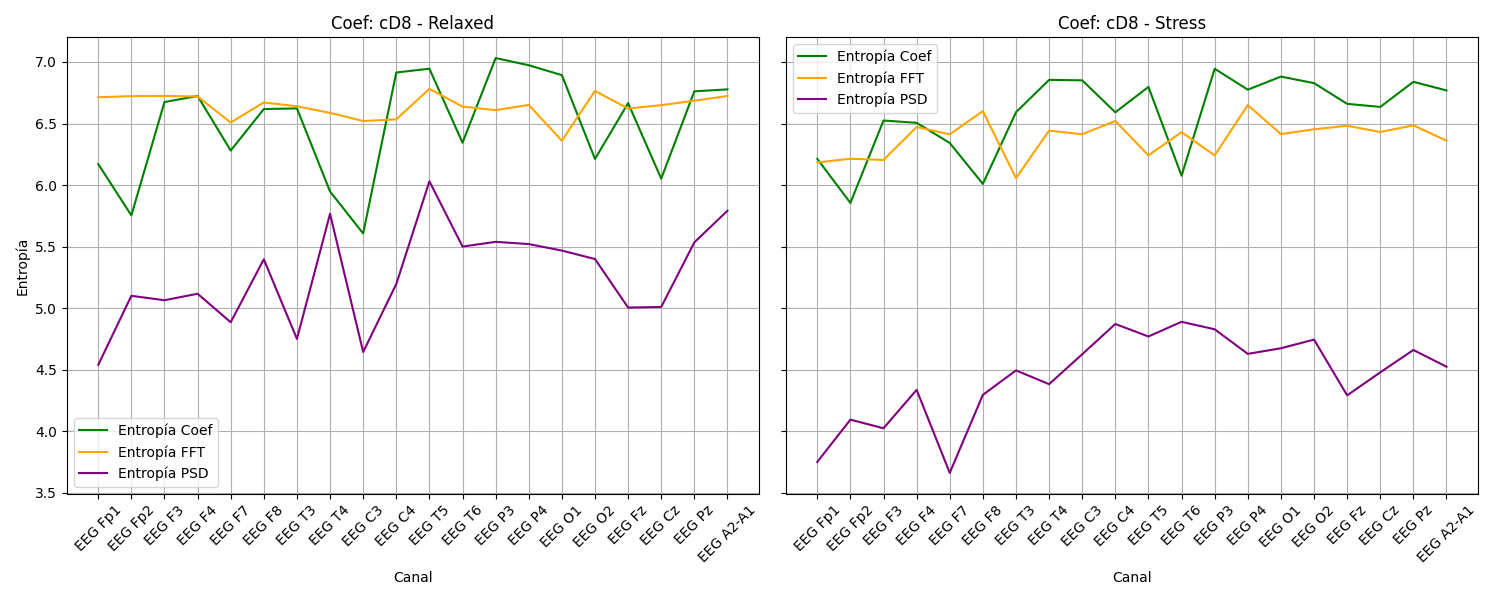 Coef: cD8 - Relaxed
Entropía
7.0
6.5
6.0
5.5
5.0
4.5
4.0
3.5
Entropía Coef
Entropía FFT
Entropía PSD
EEG Fp1
EEG Fp2
EEG F3
EEG F4
EEG F7
EEG F8
EEG T3
EEG T4
EEG C3
EEG C4
EEG T5
EEG T6
EEG P3
EEG P4
EEG O1
EEG O2
EEG Fz
EEG Cz
EEG Pz
EEG A2-A1
Canal
Coef: cD8 - Stress
Entropía Coef
Entropía FFT
Entropía PSD
EEG Fp1
EEG Fp2
EEG F3
EEG F4
EEG F7
EEG F8
EEG T3
EEG T4
EEG C3
EEG C4
EEG T5
EEG T6
EEG P3
EEG P4
EEG O1
EEG O2
EEG Fz
EEG Cz
EEG Pz
EEG A2-A1
Canal